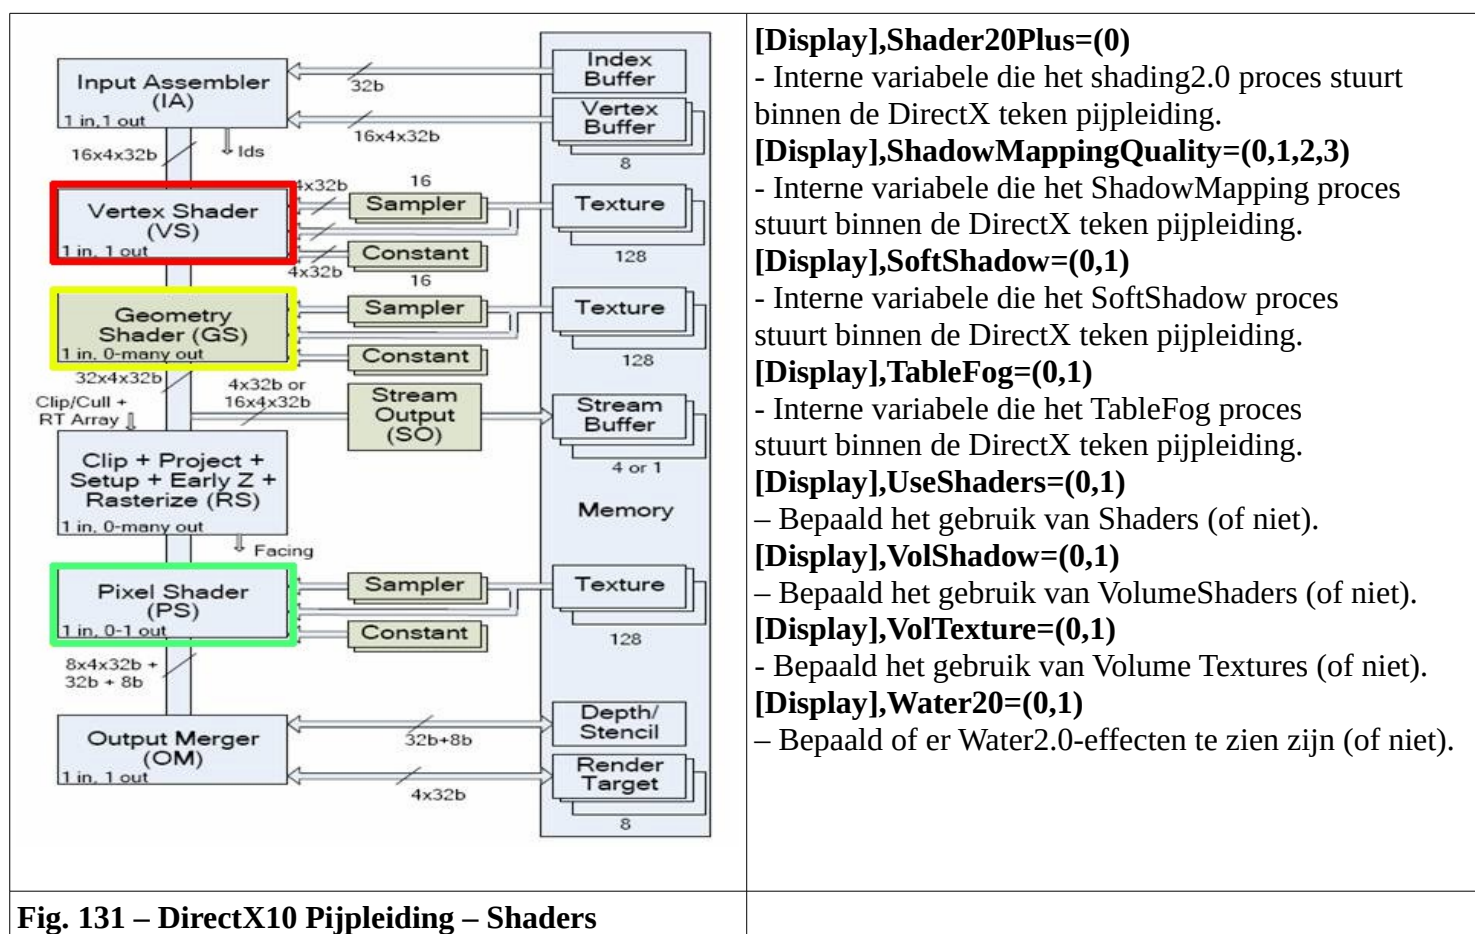 Input Assembler
(IA)
1 in,1 out
32b
Index
Buffer
Vertex
Buffer
16x4x32b
8
16x4x32b
Ids
Vertex Shader
(VS)
1 in, 1 out
4x32b
16
Sampler
Texture
Constant
4x32b
16
128
Geometry
Shader (GS)
1 in, 0-many out
Sampler
Texture
Constant
128
32x4x32b
4x32b or
16x4x32b
Clip/Cull +
RT Array
Stream
Output
(SO)
Stream
Buffer
4 or 1
Clip + Project +
Setup + Early Z +
Rasterize (RS)
1 in, 0-many out
Memory
Facing
Pixel Shader
(PS)
1 in, 0-1 out
Sampler
Texture
Constant
128
8x4x32b +
32b + 8b
Output Merger
(OM)
1 in, 1 out
32b+8b
Depth/
Stencil
4x32b
Render
Target
8
[Display],Shader20Plus=(0)
- Interne variabele die het shading2.0 proces stuurt
binnen de DirectX teken pijpleiding.
[Display],ShadowMappingQuality=(0,1,2,3)
- Interne variabele die het ShadowMapping proces
stuurt binnen de DirectX teken pijpleiding.
[Display],SoftShadow=(0,1)
- Interne variabele die het SoftShadow proces
stuurt binnen de DirectX teken pijpleiding.
[Display],TableFog=(0,1)
- Interne variabele die het TableFog proces
stuurt binnen de DirectX teken pijpleiding.
[Display],UseShaders=(0,1)
– Bepaald het gebruik van Shaders (of niet).
[Display],VolShadow=(0,1)
– Bepaald het gebruik van VolumeShaders (of niet).
[Display],VolTexture=(0,1)
- Bepaald het gebruik van Volume Textures (of niet).
[Display],Water20=(0,1)
– Bepaald of er Water2.0-effecten te zien zijn (of niet).
Fig. 131 – DirectX10 Pijpleiding – Shaders